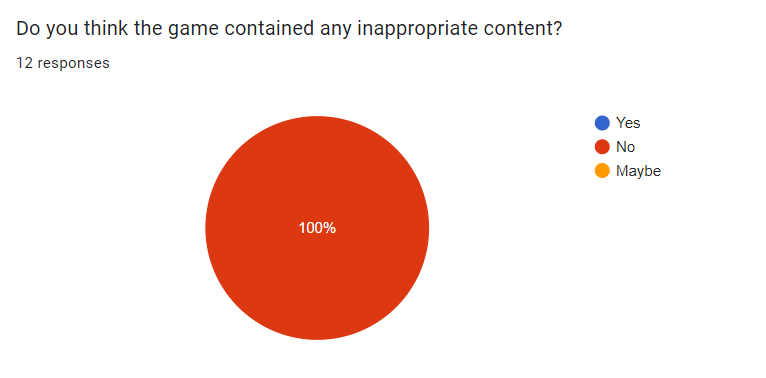 Do you think the game contained any inappropriate content?
12 responses
Yes
No
Maybe
100%